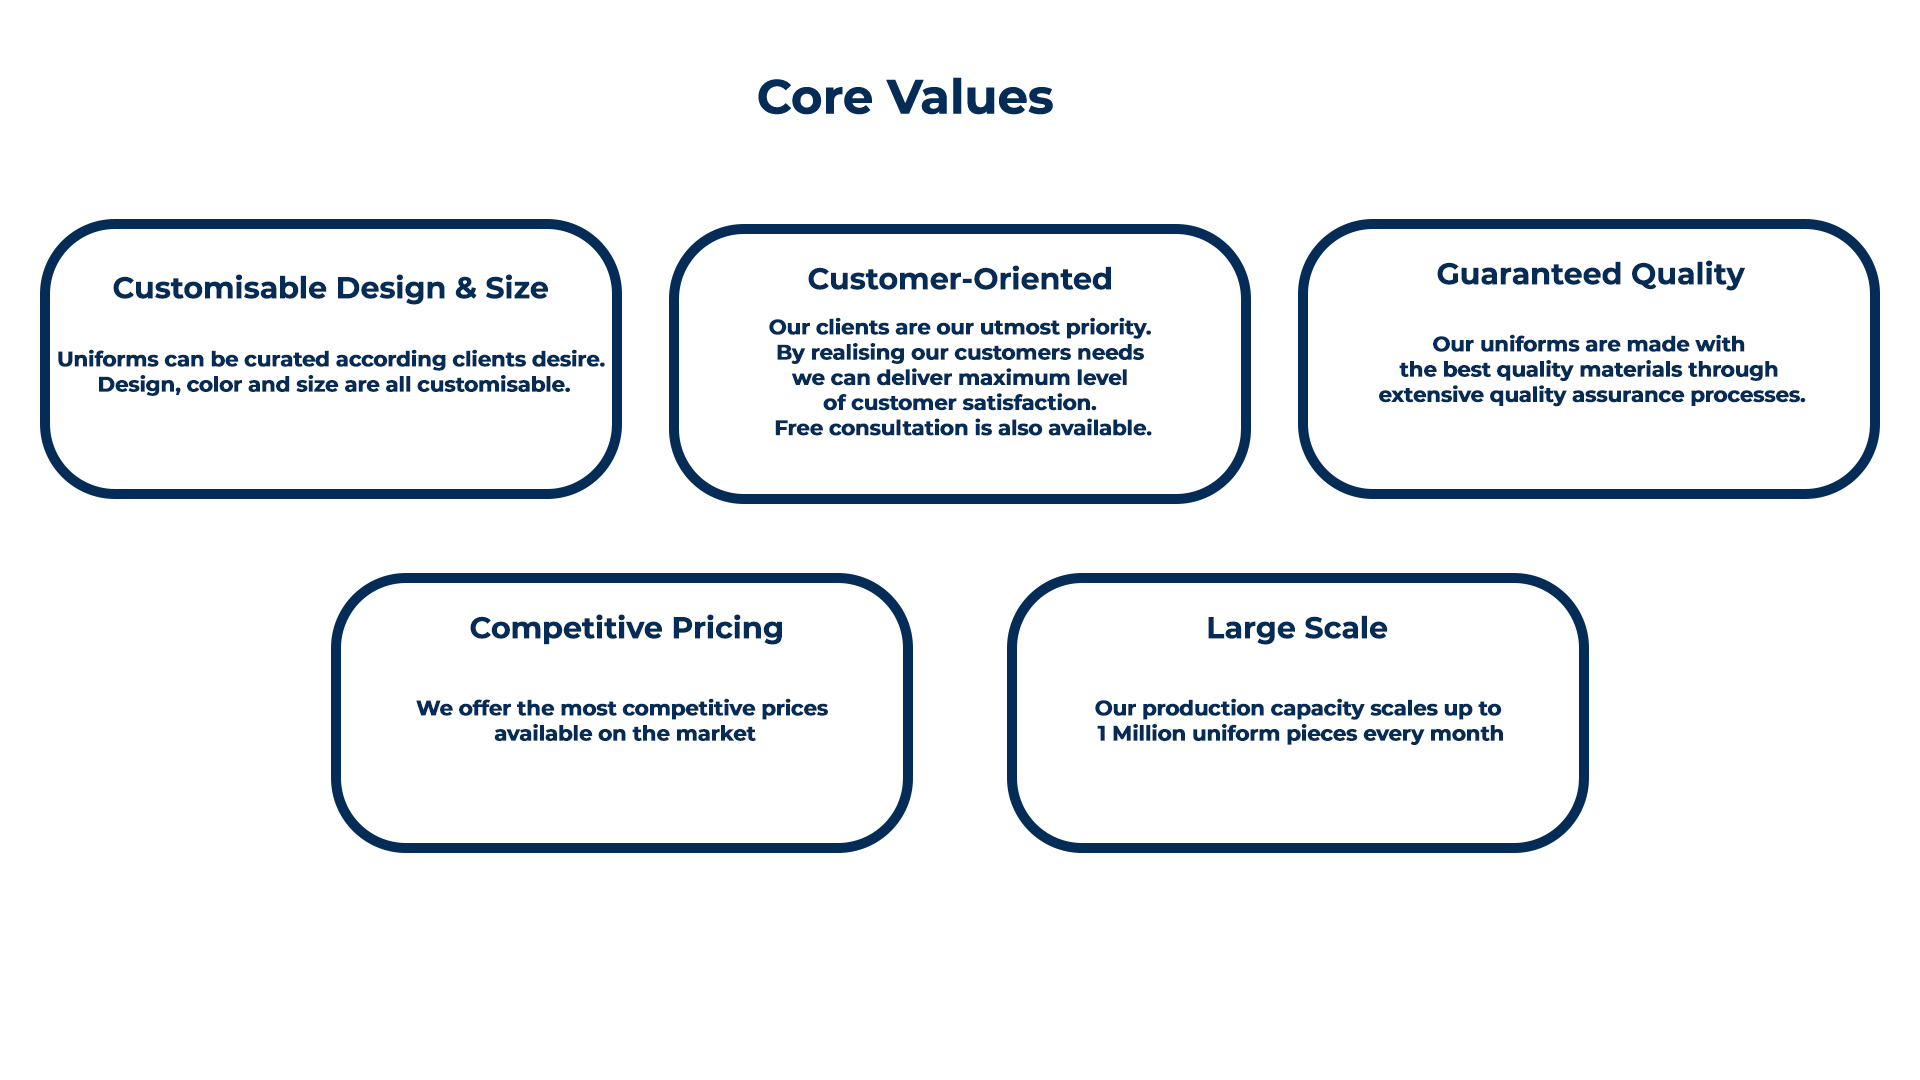 Core Values
Customisable Design & Size
Uniforms can be curated according clients desire.
Design, color and size are all customisable.
Customer-Oriented
Our clients are our utmost priority.
By realising our customers needs
we can deliver maximum level
of customer satisfaction.
Free consultation is also available.
Guaranteed Quality
Our uniforms are made with
the best quality materials through
extensive quality assurance processes.
Competitive Pricing
We offer the most competitive prices
available on the market
Large Scale
Our production capacity scales up to
1 Million uniform pieces every month